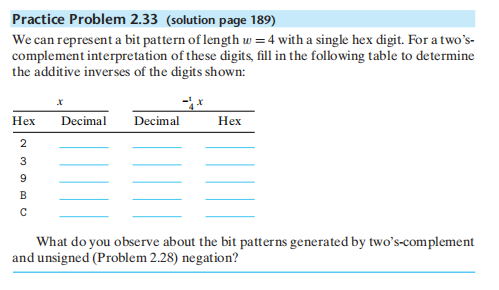 Practice Problem 2.33 (solution page 189)
We can represent a bit pattern of length w = 4 with a single hex digit. For a two's-
complement interpretation of these digits, fill in the following table to determine
the additive inverses of the digits shown:
x -ᵗ₄ x
Hex Decimal Decimal Hex
2
3
9
B
C
What do you observe about the bit patterns generated by two's-complement
and unsigned (Problem 2.28) negation?